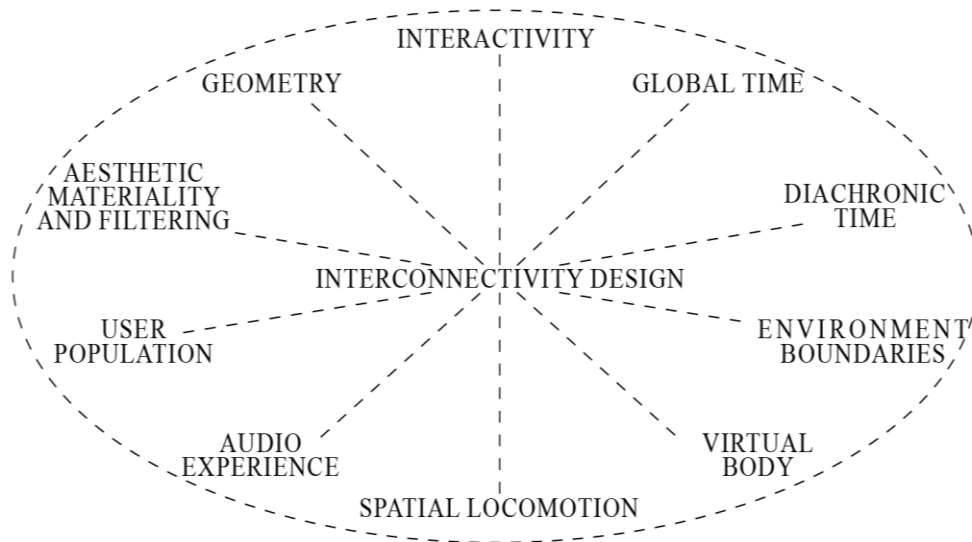 INTERACTIVITY
GEOMETRY
GLOBAL TIME
AESTHETIC
MATERIALITY
AND FILTERING
DIACHRONIC
TIME
INTERCONNECTIVITY DESIGN
USER
POPULATION
ENVIRONMENT
BOUNDARIES
AUDIO
EXPERIENCE
VIRTUAL
BODY
SPATIAL LOCOMOTION